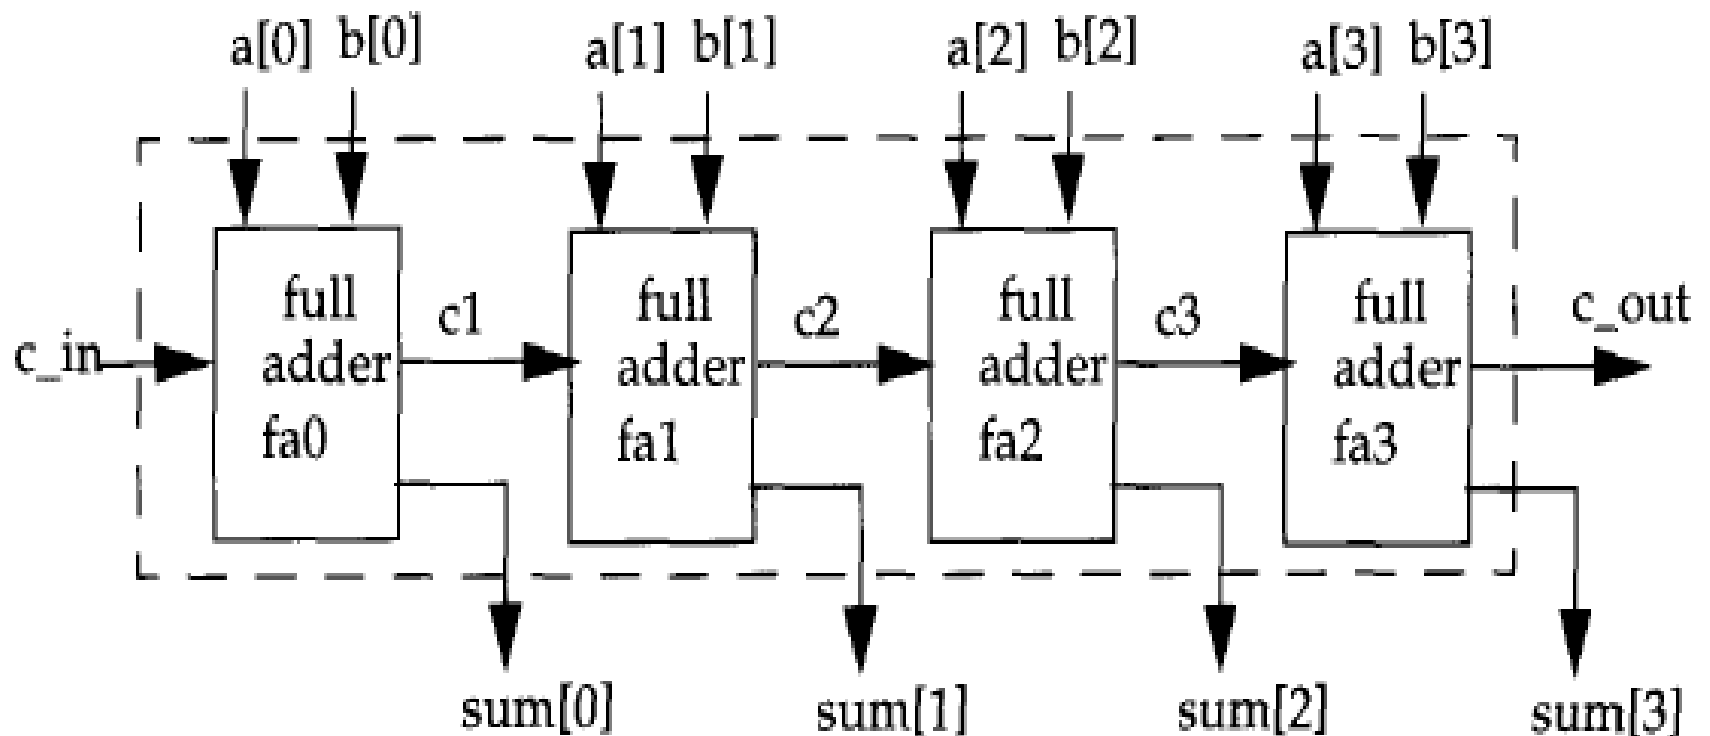 a[0] b[0] a[1] b[1] a[2] b[2] a[3] b[3]
c_in
full
adder
fa0
c1
full
adder
fa1
c2
full
adder
fa2
c3
full
adder
fa3
c_out
sum[0] sum[1] sum[2] sum[3]